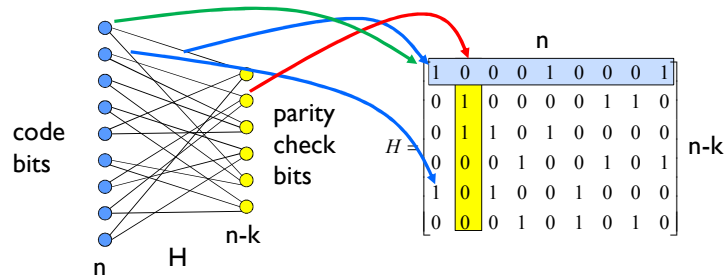 n
1 0 0 0 1 0 0 0 1
0 1 0 0 0 0 1 1 0
0 1 1 0 1 0 0 0 0
H =
0 0 0 1 0 0 1 0 1
1 0 1 0 0 1 0 0 0
0 0 0 1 0 1 0 1 0
n-k
code
bits
parity
check
bits
n
H
n-k